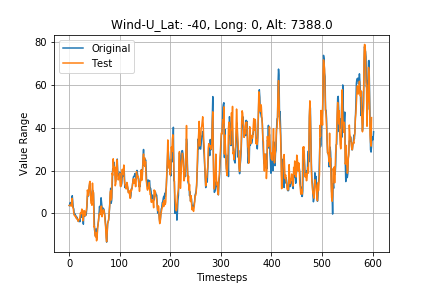 Wind-U_Lat: -40, Long: 0, Alt: 7388.0
Original
Test
Value Range
80
60
40
20
0
0 100 200 300 400 500 600
Timesteps